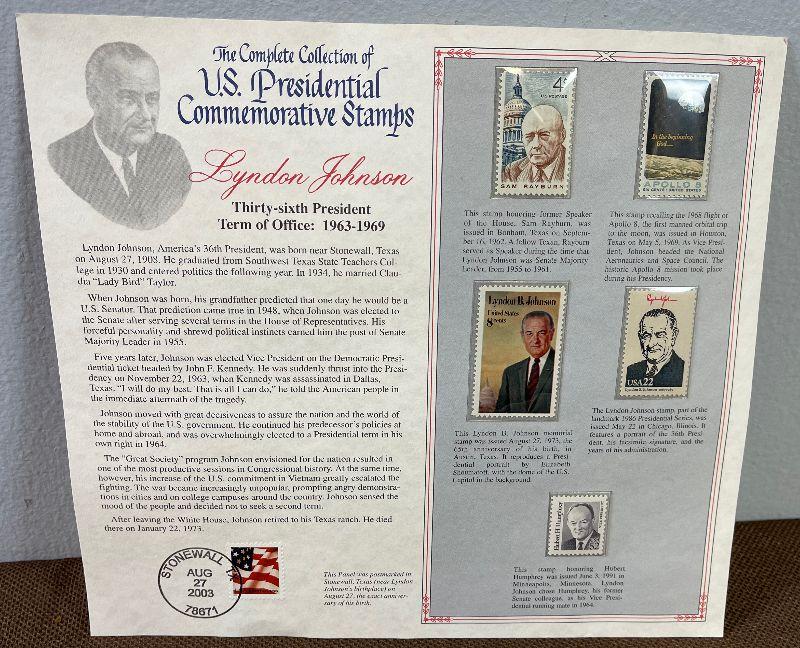 The Complete Collection of
U.S. Presidential
Commemorative Stamps
Lyndon Johnson
Thirty-sixth President
Term of Office: 1963-1969
Lyndon Johnson, America's 36th President, was born near Stonewall, Texas
on August 27, 1908. He graduated from Southwest Texas State Teachers Col-
lege in 1930 and entered politics the following year. In 1934, he married Clau-
dia "Lady Bird" Taylor.
When Johnson was born, his grandfather predicted that one day he would be a
U.S. Senator. That prediction came true in 1948, when Johnson was elected to
the Senate after serving several terms in the House of Representatives. His
forceful personality and shrewd political instincts earned him the post of Senate
Majority Leader in 1955.
Five years later, Johnson was elected Vice President on the Democratic Presi-
dential ticket headed by John F. Kennedy. He was suddenly thrust into the Presi-
dency on November 22, 1963, when Kennedy was assassinated in Dallas,
Texas. "I will do my best. That is all I can do," he told the American people in
the immediate aftermath of the tragedy.
Johnson moved with great decisiveness to assure the nation and the world of
the stability of the U.S. government. He continued his predecessor's policies at
home and abroad, and was overwhelmingly elected to a Presidential term in his
own right in 1964.
The "Great Society" program Johnson envisioned for the nation resulted in
one of the most productive sessions in Congressional history. At the same time,
however, his increase of the U.S. commitment in Vietnam greatly escalated the
fighting. The war became increasingly unpopular, prompting angry demonstra-
tions in cities and on college campuses around the country. Johnson sensed the
mood of the people and decided not to seek a second term.
After leaving the White House, Johnson retired to his Texas ranch. He died
there on January 22, 1973.
STONEWALL TX
AUG
27
2003
78671
This Panel was postmarked in
Stonewall, Texas (near Lyndon
Johnson's birthplace) on
August 27, the exact anniver-
sary of his birth.
4¢
U.S. POSTAGE
SAM RAYBURN
This stamp honoring former Speaker
of the House, Sam Rayburn, was
issued in Bonham, Texas on Septem-
ber 16, 1962. A fellow Texan, Rayburn
served as Speaker during the time that
Lyndon Johnson was Senate Majority
Leader, from 1955 to 1961.
In the beginning
God...
APOLLO 8
SIX CENTS UNITED STATES
This stamp recalling the 1968 flight of
Apollo 8, the first manned orbital trip
to the moon, was issued in Houston,
Texas on May 5, 1969. As Vice Presi-
dent, Johnson headed the National
Aeronautics and Space Council. The
historic Apollo 8 mission took place
during his Presidency.
Lyndon B. Johnson
United States
8 cents
This Lyndon B. Johnson memorial
stamp was issued August 27, 1973, the
65th anniversary of his birth, in
Austin, Texas. It reproduces a Presi-
dential portrait by Elizabeth
Shoumatoff, with the dome of the U.S.
Capitol in the background.
USA 22
The Lyndon Johnson stamp, part of the
landmark 1986 Presidential Series, was
issued May 22 in Chicago, Illinois. It
features a portrait of the 36th Presi-
dent, his facsimile signature, and the
years of his administration.
Hubert H. Humphrey
USA
52
This stamp honoring Hubert
Humphrey was issued June 3, 1991 in
Minneapolis, Minnesota. Lyndon
Johnson chose Humphrey, his former
Senate colleague, as his Vice Presi-
dential running mate in 1964.